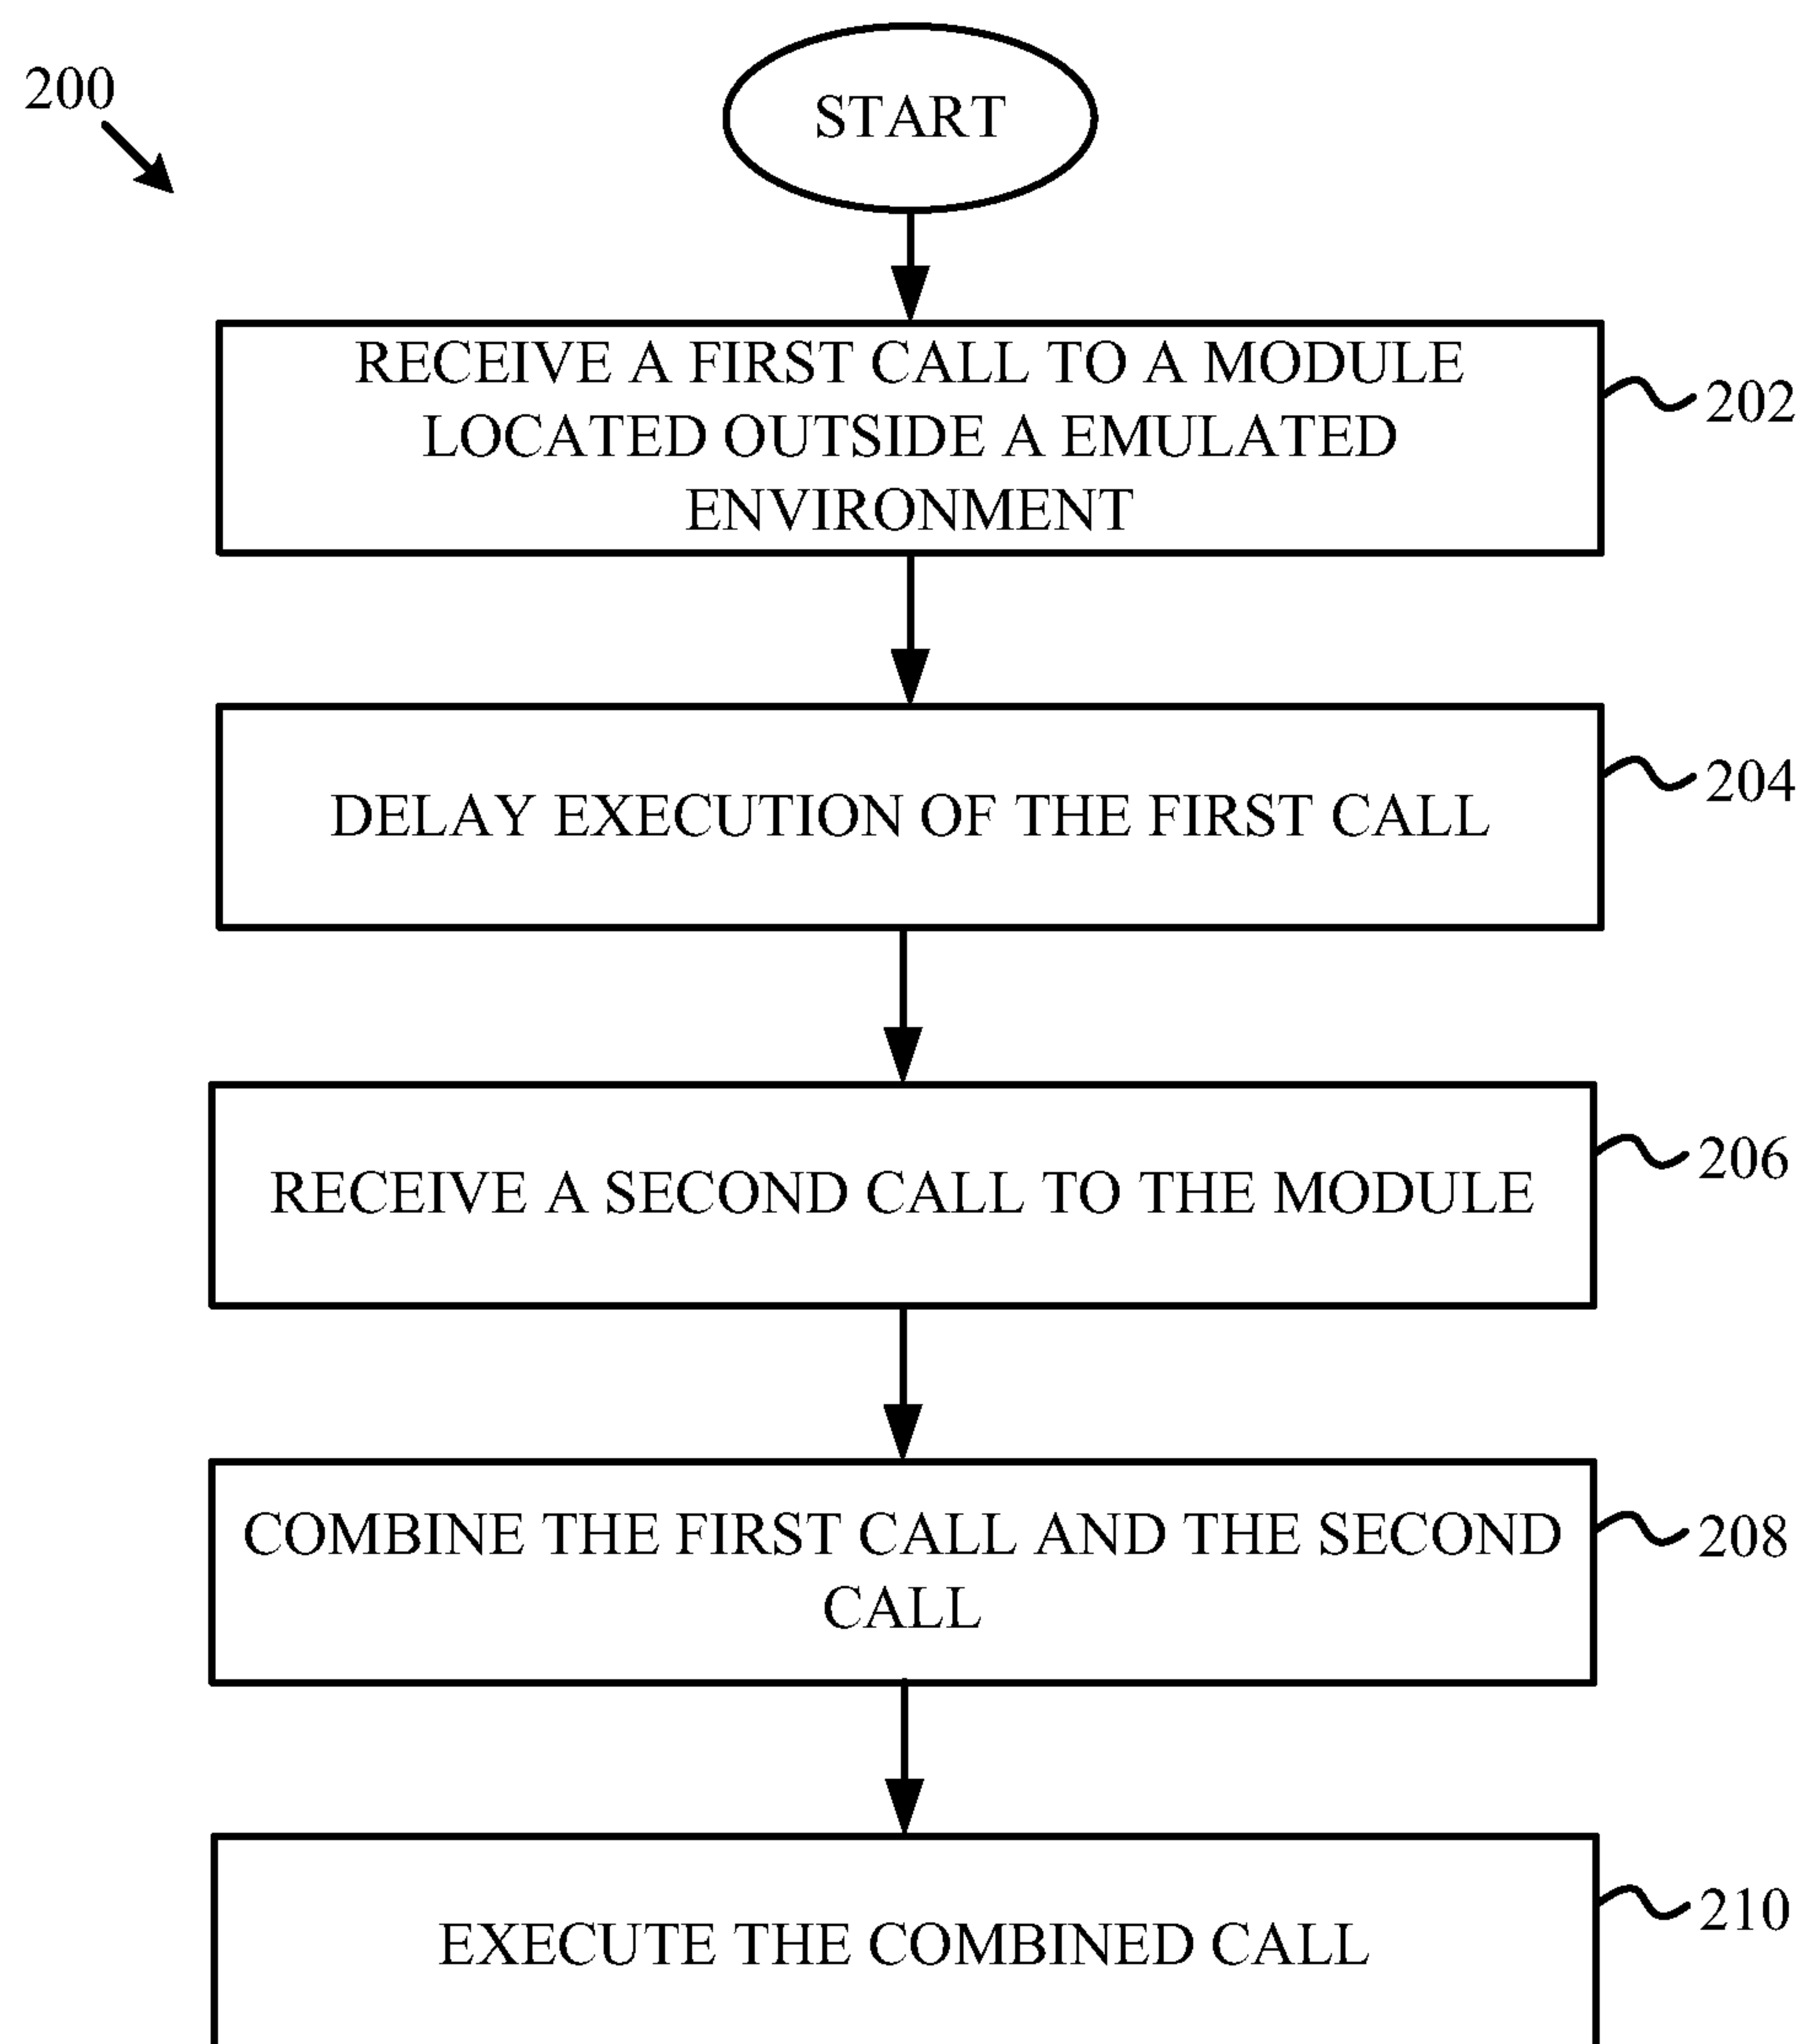 200
START
RECEIVE A FIRST CALL TO A MODULE
LOCATED OUTSIDE A EMULATED
ENVIRONMENT
202
DELAY EXECUTION OF THE FIRST CALL
204
RECEIVE A SECOND CALL TO THE MODULE
206
COMBINE THE FIRST CALL AND THE SECOND
CALL
208
EXECUTE THE COMBINED CALL
210